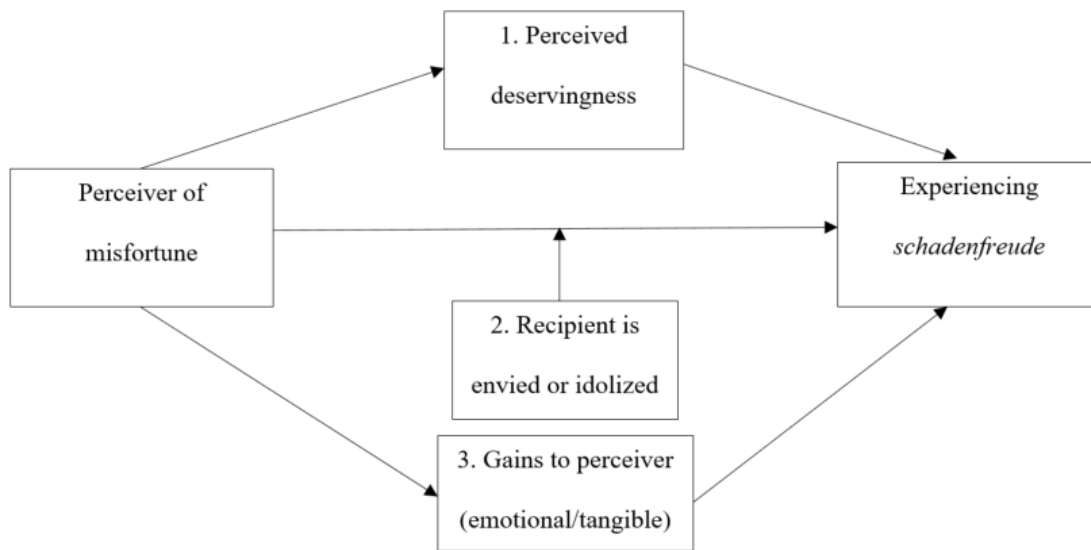 1. Perceived
deservingness
Perceiver of
misfortune
Experiencing
schadenfreude
2. Recipient is
envied or idolized
3. Gains to perceiver
(emotional/tangible)